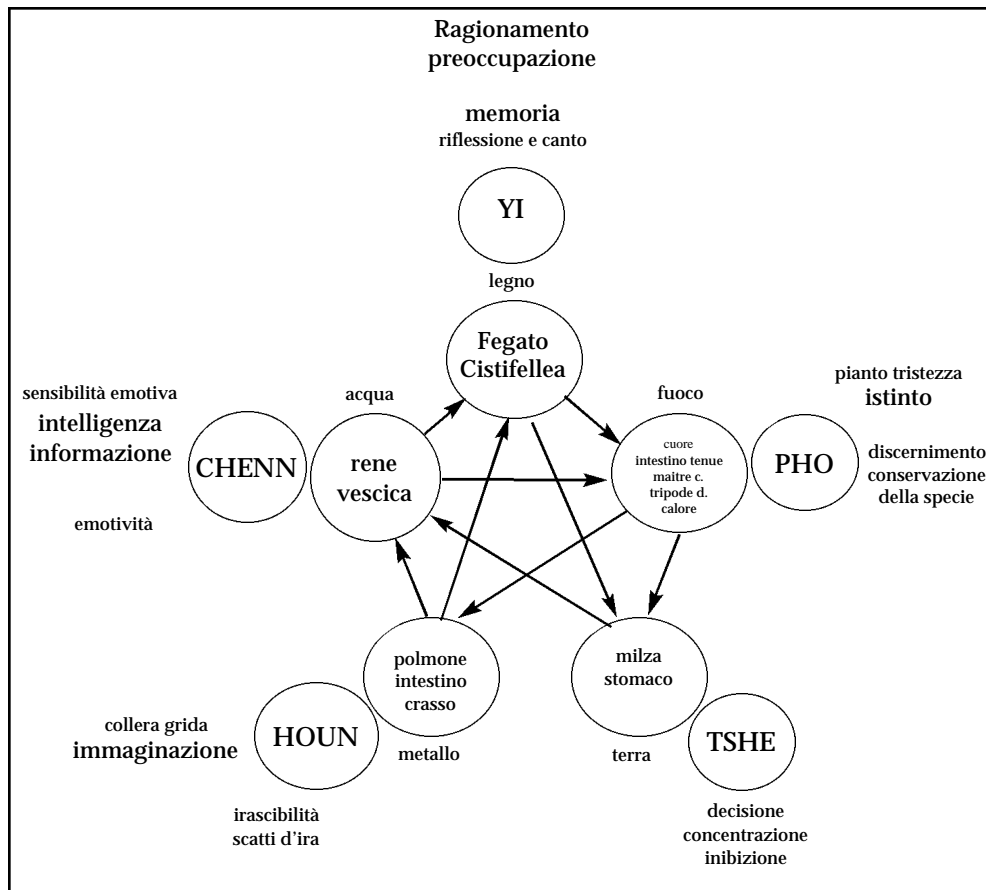 Ragionamento
preoccupazione
memoria
riflessione e canto
YI
legno
Fegato
Cistifellea
sensibilità emotiva
intelligenza
informazione
CHENN
emotività
acqua
rene
vescica
fuoco
cuore
intestino tenue
maitre c.
tripode d.
calore
pianto tristezza
istinto
PHO
discernimento
conservazione
della specie
polmone
intestino
crasso
metallo
collera grida
immaginazione
HOUN
irascibilità
scatti d'ira
milza
stomaco
terra
TSHE
decisione
concentrazione
inibizione